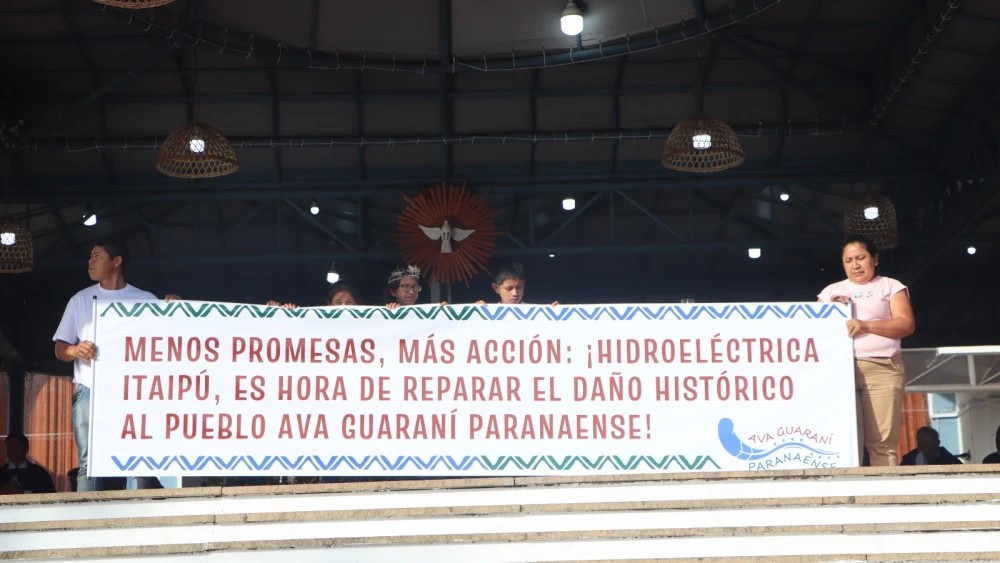 MENOS PROMESAS, MÁS ACCIÓN: ¡HIDROELÉCTRICA
ITAIPÚ, ES HORA DE REPARAR EL DAÑO HISTÓRICO
AL PUEBLO AVA GUARANÍ PARANAENSE!
AVA GUARANÍ
PARANAÉNSE